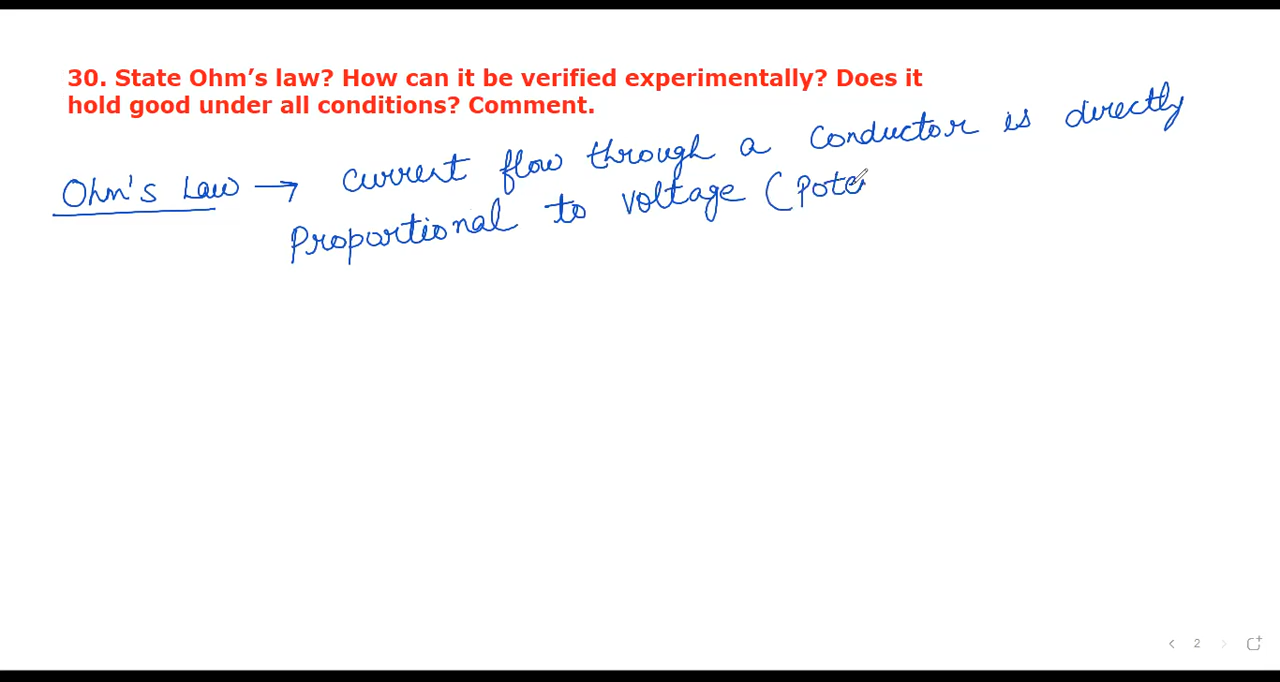 30. State Ohm’s law? How can it be verified experimentally? Does it
hold good under all conditions? Comment.
Ohm's Law → current flow through a conductor is directly
Proportional to voltage (Pote
2